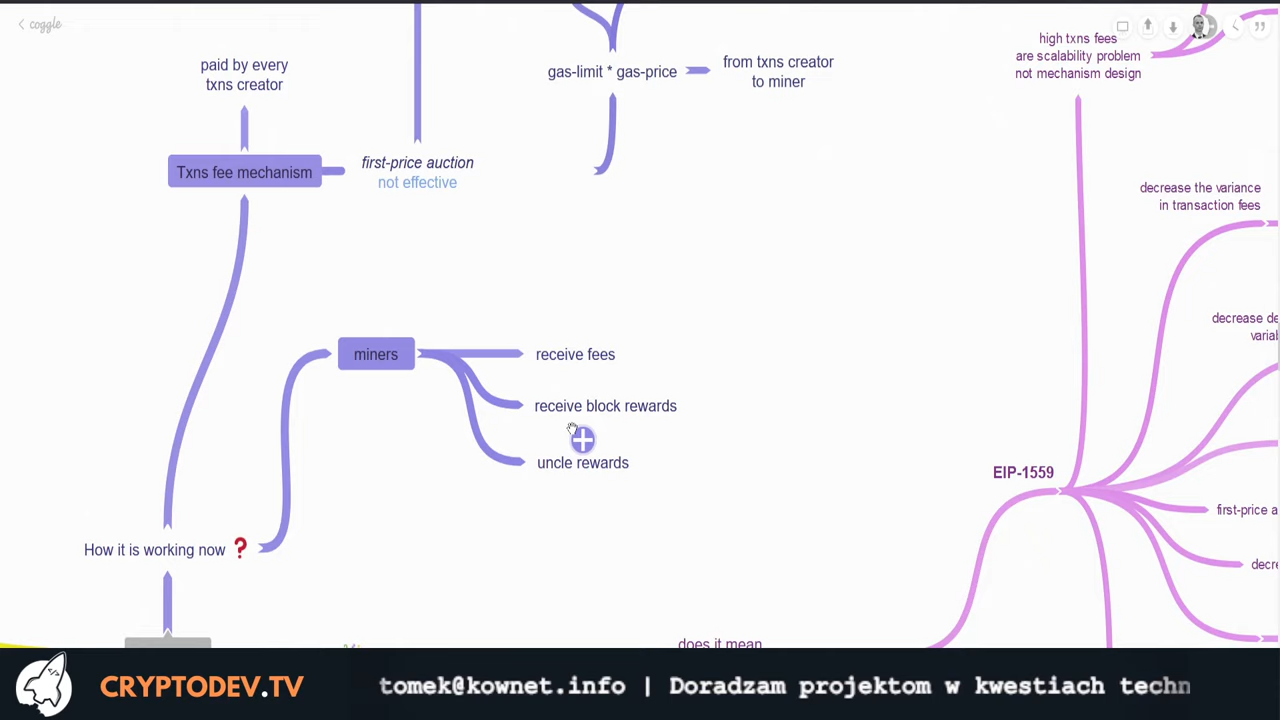 coggle
paid by every
txns creator
gas-limit * gas-price
from txns creator
to miner
high txns fees
are scalability problem
not mechanism design
Txns fee mechanism
first-price auction
not effective
decrease the variance
in transaction fees
miners
receive fees
receive block rewards
uncle rewards
decrease
EIP-1559
first-price
How it is working now ?
does it mean
CRYPTODEV.TV
tomek@kownet.info | Doradzam projektom w kwestiach techn